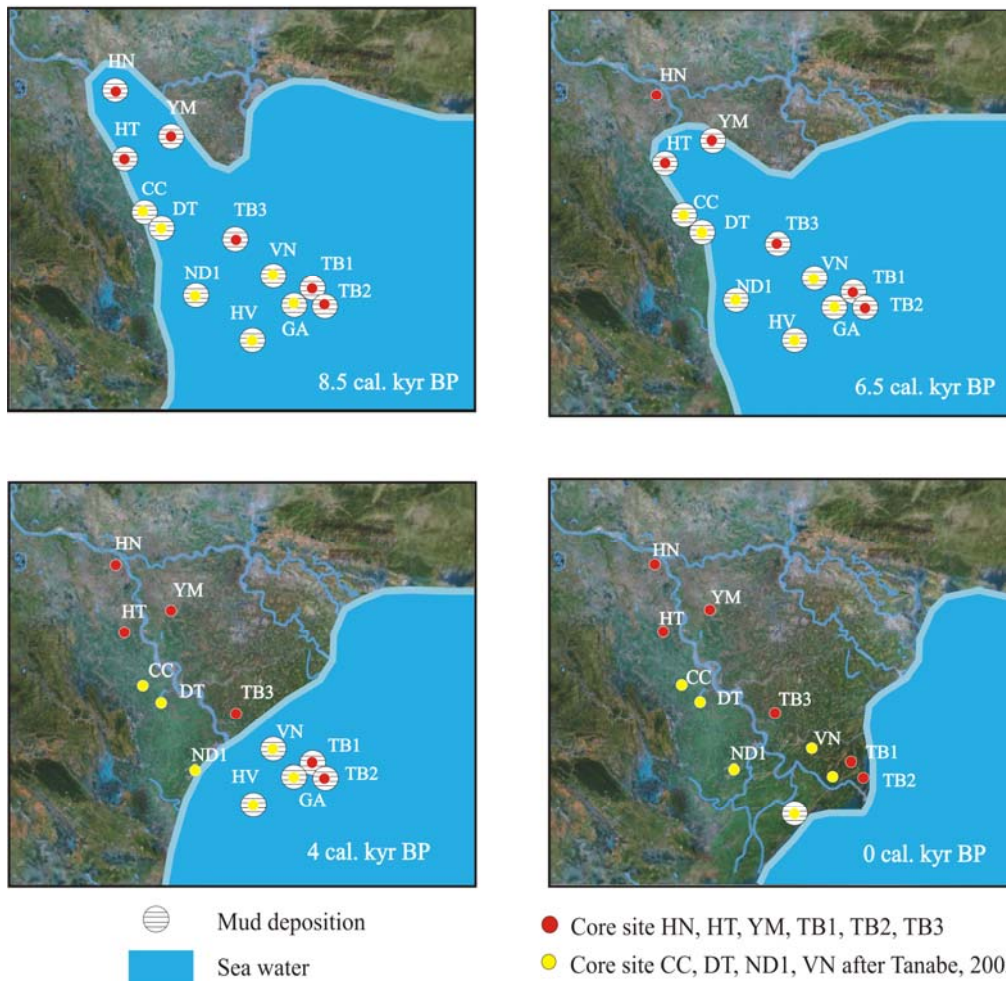 HN
YM
HT
CC
DT
TB3
VN
TB1
ND1
TB2
HV
GA
8.5 cal. kyr BP
HN
YM
HT
CC
DT
TB3
VN
TB1
ND1
TB2
HV
GA
6.5 cal. kyr BP
HN
YM
HT
CC
DT
TB3
VN
TB1
ND1
TB2
HV
GA
4 cal. kyr BP
HN
YM
HT
CC
DT
TB3
VN
TB1
ND1
TB2
0 cal. kyr BP
Mud deposition
Sea water
Core site HN, HT, YM, TB1, TB2, TB3
Core site CC, DT, ND1, VN after Tanabe, 200